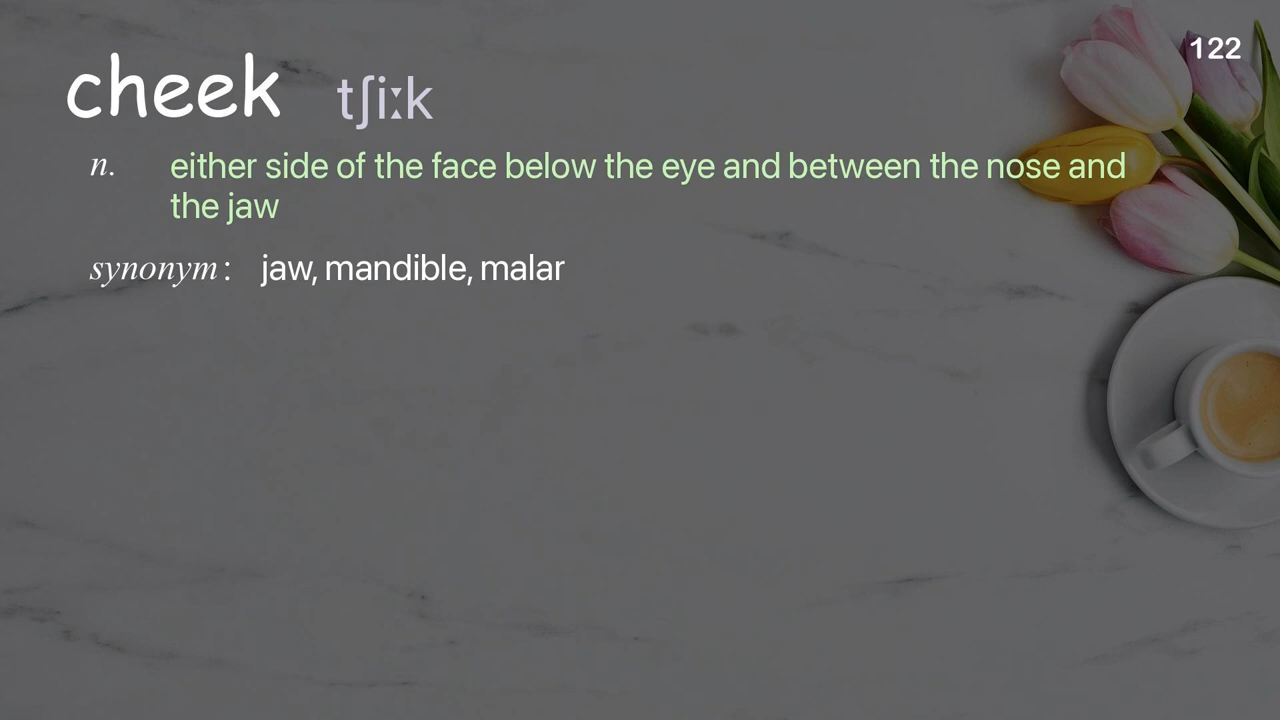 122
cheek tʃiːk
n. either side of the face below the eye and between the nose and
the jaw
synonym: jaw, mandible, malar